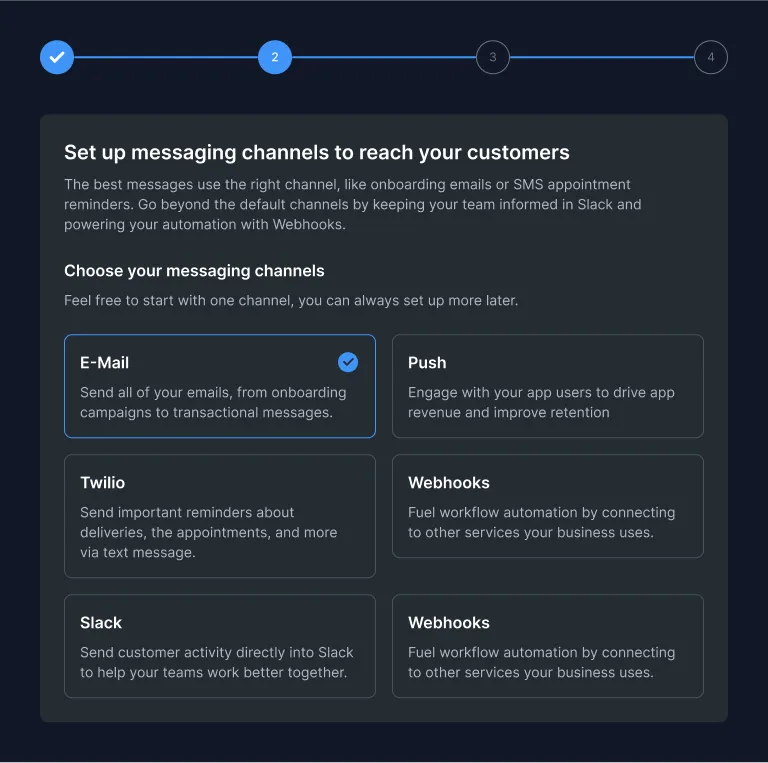 2
3
4
Set up messaging channels to reach your customers
The best messages use the right channel, like onboarding emails or SMS appointment
reminders. Go beyond the default channels by keeping your team informed in Slack and
powering your automation with Webhooks.
Choose your messaging channels
Feel free to start with one channel, you can always set up more later.
E-Mail
Send all of your emails, from onboarding
campaigns to transactional messages.
Push
Engage with your app users to drive app
revenue and improve retention
Twilio
Send important reminders about
deliveries, the appointments, and more
via text message.
Webhooks
Fuel workflow automation by connecting
to other services your business uses.
Slack
Send customer activity directly into Slack
to help your teams work better together.
Webhooks
Fuel workflow automation by connecting
to other services your business uses.